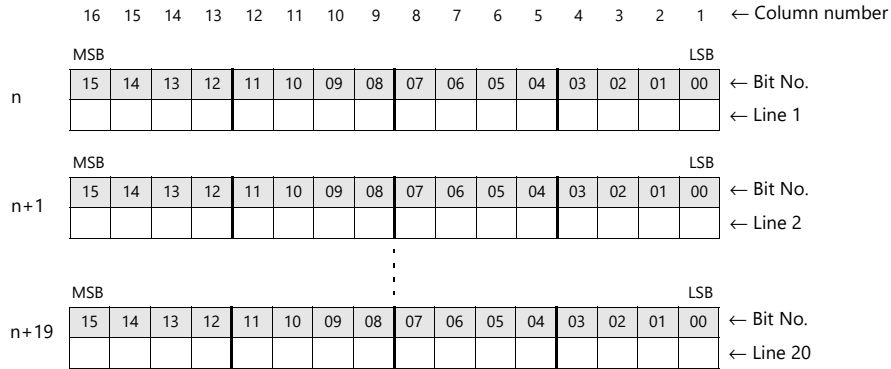 16 15 14 13 12 11 10 9 8 7 6 5 4 3 2 1 ← Column number
MSB LSB
n
15 14 13 12 11 10 09 08 07 06 05 04 03 02 01 00 ← Bit No.
← Line 1
MSB LSB
n+1
15 14 13 12 11 10 09 08 07 06 05 04 03 02 01 00 ← Bit No.
← Line 2
MSB LSB
n+19
15 14 13 12 11 10 09 08 07 06 05 04 03 02 01 00 ← Bit No.
← Line 20